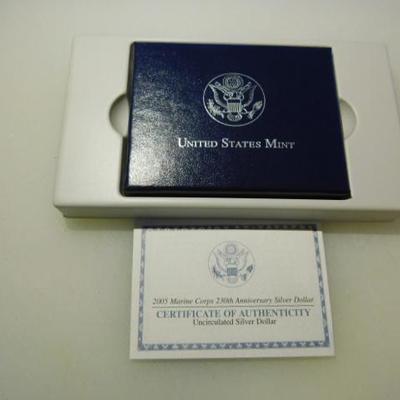 UNITED STATES MINT
2005 Marine Corps 230th Anniversary Silver Dollar
CERTIFICATE OF AUTHENTICITY
Uncirculated Silver Dollar